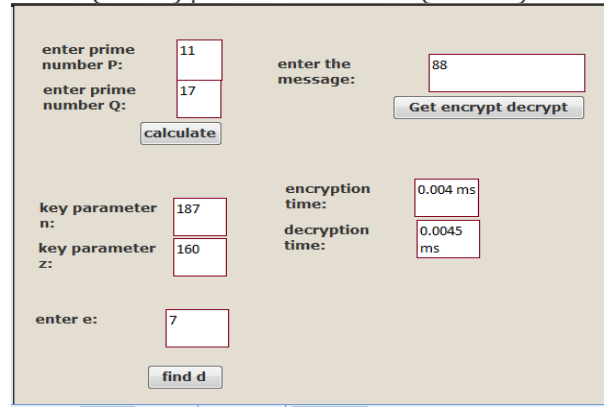 enter prime
number P:
11
enter prime
number Q:
17
calculate
enter the
message:
88
Get encrypt decrypt
key parameter
n:
187
key parameter
z:
160
encryption
time:
0.004 ms
decryption
time:
0.0045
ms
enter e:
7
find d